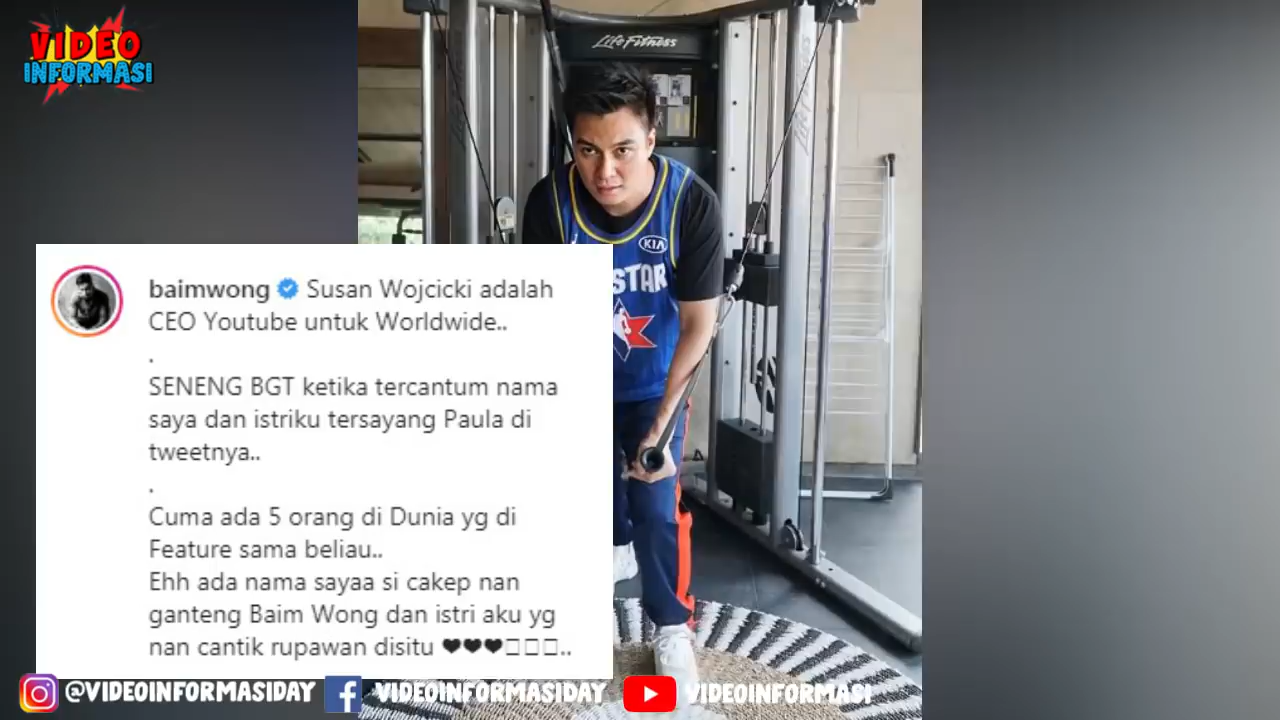 VIDEO
INFORMASI
Life Fitness
Life Fitness
KIA
STAR
baimwong Susan Wojcicki adalah
CEO Youtube untuk Worldwide..
.
SENENG BGT ketika tercantum nama
saya dan istriku tersayang Paula di
tweetnya..
.
Cuma ada 5 orang di Dunia yg di
Feature sama beliau..
Ehh ada nama sayaa si cakep nan
ganteng Baim Wong dan istri aku yg
nan cantik rupawan disitu ❤❤❤□□□..
@VIDEOINFORMASIDAY
VIDEOINFORMASIDAY
VIDEOINFORMASI